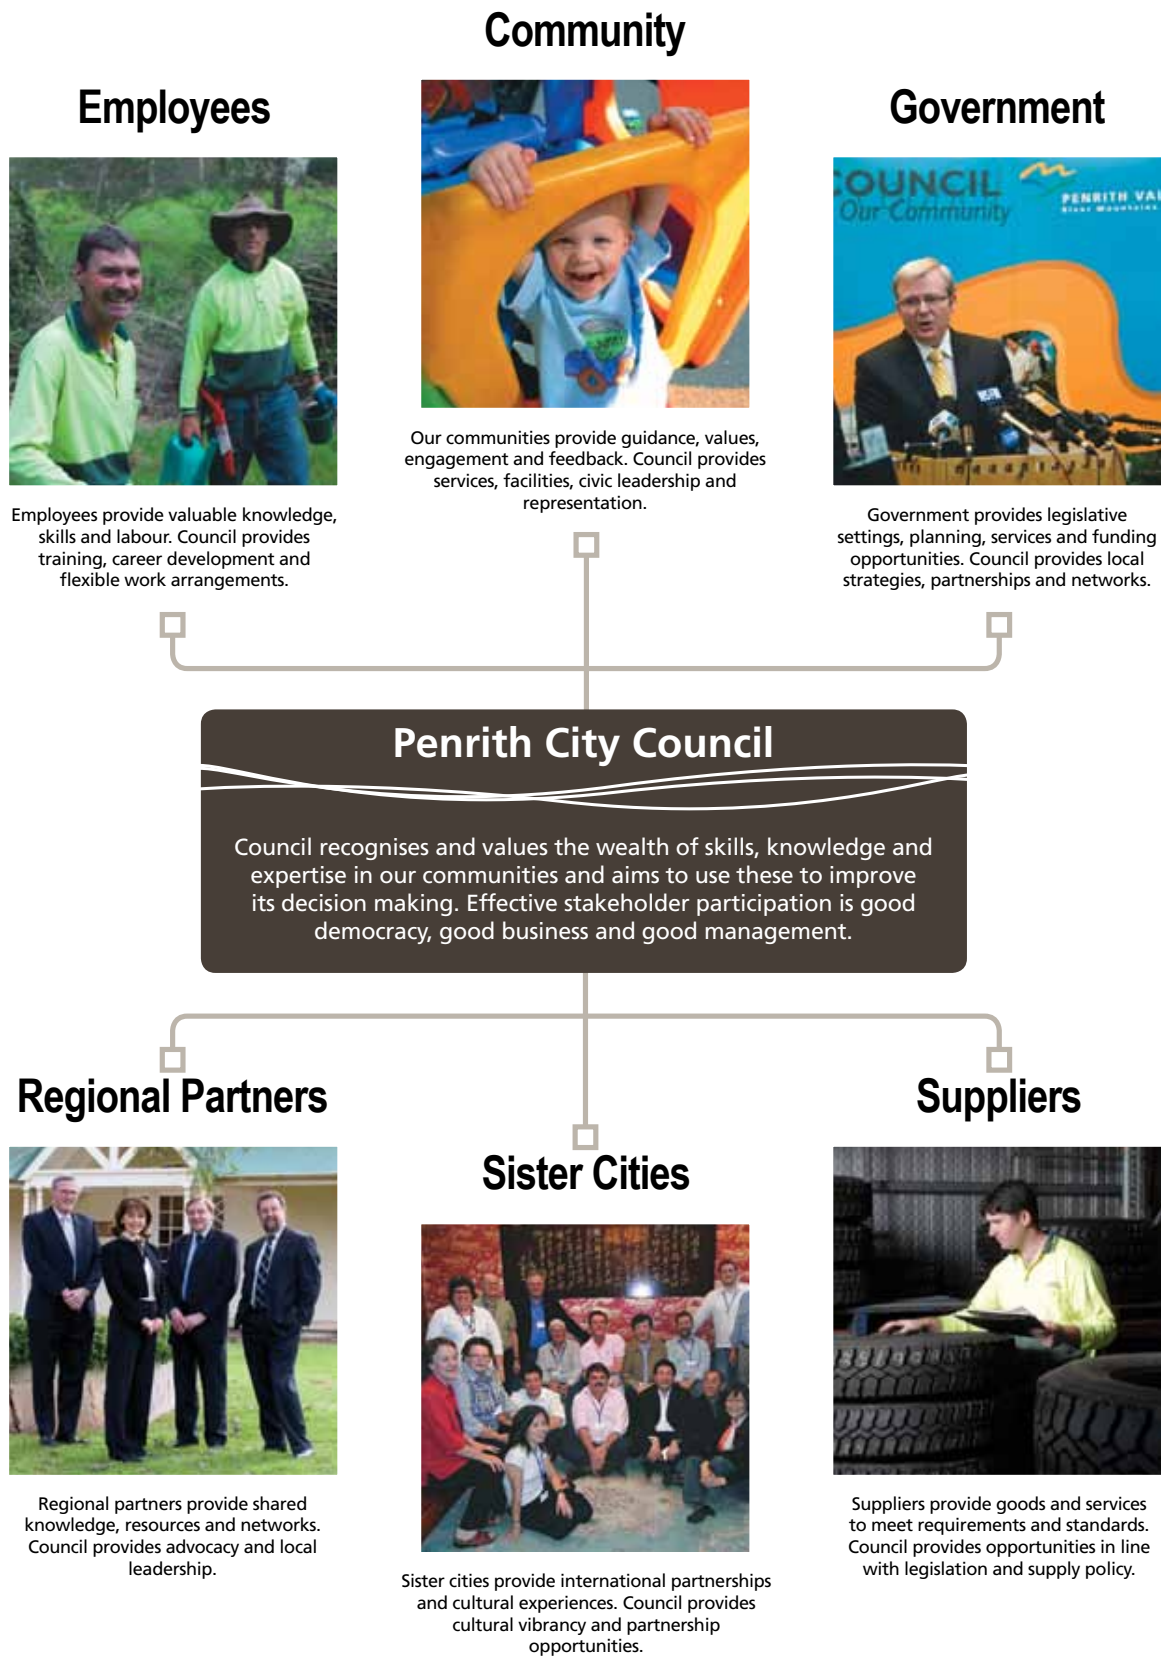 Community
Employees
Government
COUNCIL
Our Community
PENRITH VAL
Our communities provide guidance, values,
engagement and feedback. Council provides
services, facilities, civic leadership and
representation.
Employees provide valuable knowledge,
skills and labour. Council provides
training, career development and
flexible work arrangements.
Government provides legislative
settings, planning, services and funding
opportunities. Council provides local
strategies, partnerships and networks.
Penrith City Council
Council recognises and values the wealth of skills, knowledge and
expertise in our communities and aims to use these to improve
its decision making. Effective stakeholder participation is good
democracy, good business and good management.
Regional Partners
Suppliers
Sister Cities
Regional partners provide shared
knowledge, resources and networks.
Council provides advocacy and local
leadership.
Suppliers provide goods and services
to meet requirements and standards.
Council provides opportunities in line
with legislation and supply policy.
Sister cities provide international partnerships
and cultural experiences. Council provides
cultural vibrancy and partnership
opportunities.